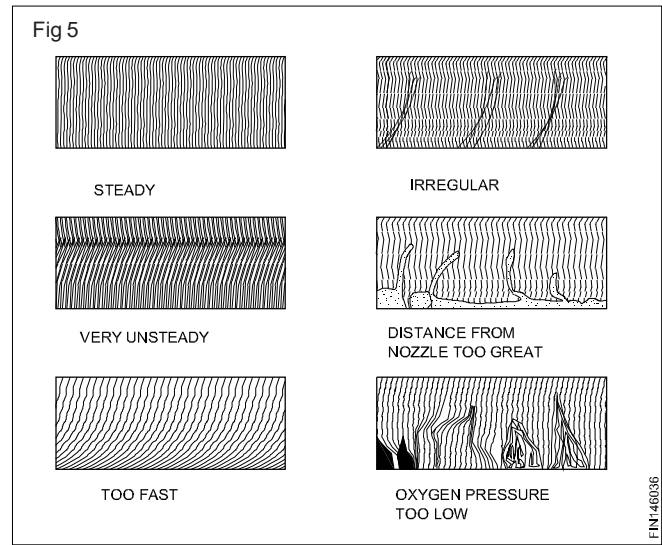 Fig 5
STEADY
IRREGULAR
VERY UNSTEADY
DISTANCE FROM
NOZZLE TOO GREAT
TOO FAST
OXYGEN PRESSURE
TOO LOW
FIN146036